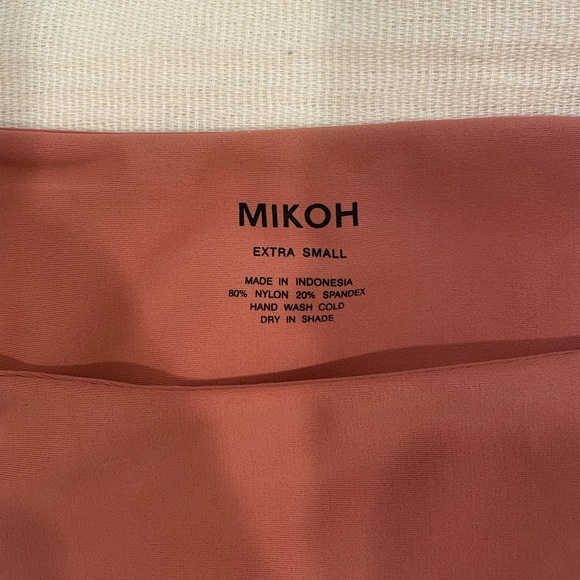 MIKOH
EXTRA SMALL
MADE IN INDONESIA
80% NYLON 20% SPANDEX
HAND WASH COLD
DRY IN SHADE